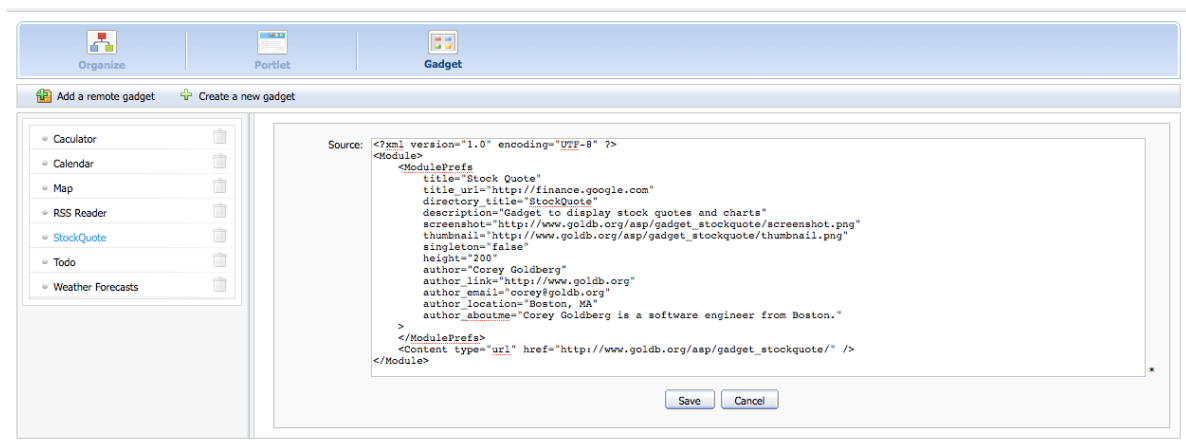 Organize
Portlet
Gadget
Add a remote gadget
Create a new gadget
Caculator
Calendar
Map
RSS Reader
StockQuote
Todo
Weather Forecasts
Source:
<?xml version="1.0" encoding="UTF-8" ?>
<Module>
<ModulePrefs
title="Stock Quote"
title_url="http://finance.google.com"
directory_title="StockQuote"
description="Gadget to display stock quotes and charts"
screenshot="http://www.goldb.org/asp/gadget_stockquote/screenshot.png"
thumbnail="http://www.goldb.org/asp/gadget_stockquote/thumbnail.png"
singleton="false"
height="200"
author="Corey Goldberg"
author_link="http://www.goldb.org"
author_email="corey@goldb.org"
author_location="Boston, MA"
author_aboutme="Corey Goldberg is a software engineer from Boston."
>
</ModulePrefs>
<Content type="url" href="http://www.goldb.org/asp/gadget_stockquote/" />
</Module>
*
Save
Cancel